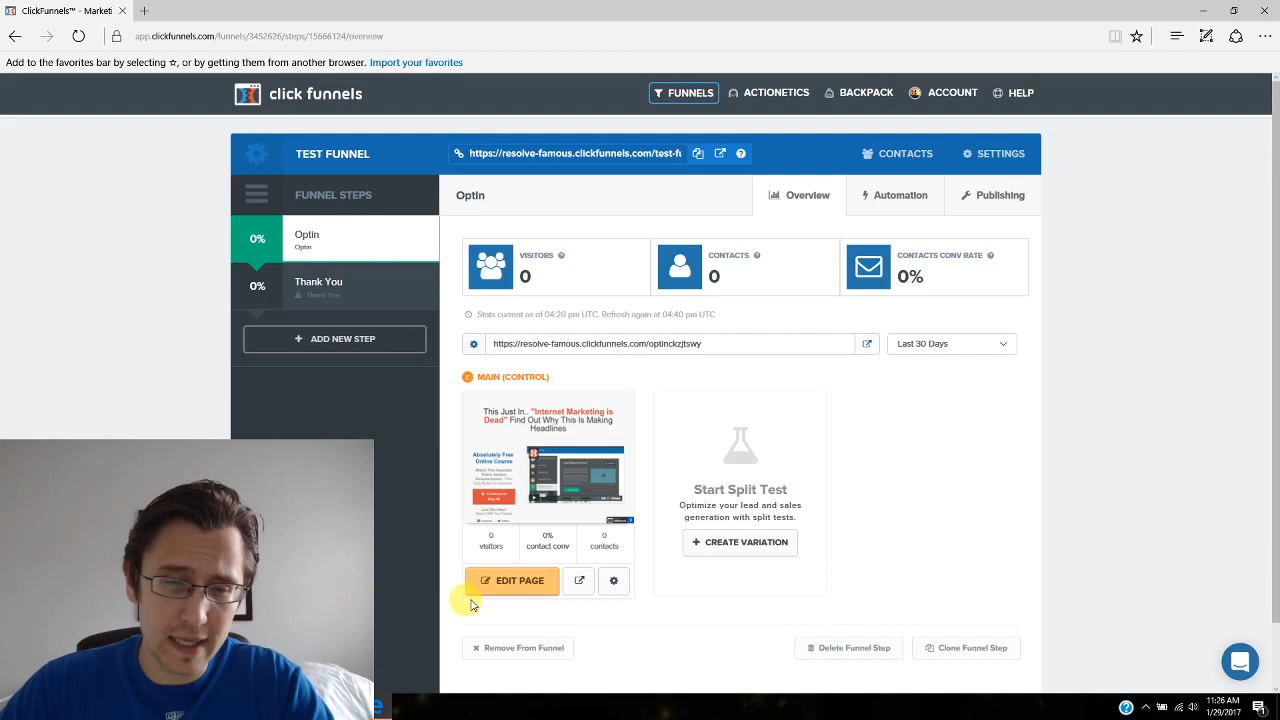 ClickFunnels™ - Marketi
app.clickfunnels.com/funnels/3452626/steps/15666124/overview
Add to the favorites bar by selecting ☆, or by getting them from another browser. Import your favorites
click funnels
FUNNELS
ACTIONETICS
BACKPACK
ACCOUNT
HELP
TEST FUNNEL
https://resolve-famous.clickfunnels.com/test-fu
CONTACTS
SETTINGS
FUNNEL STEPS
Optin
Overview
Automation
Publishing
0%
Optin
Optin
0%
Thank You
Thank You
ADD NEW STEP
VISITORS
0
CONTACTS
0
CONTACTS CONV RATE
0%
Stats current as of 04:20 pm UTC. Refresh again at 04:40 pm UTC
https://resolve-famous.clickfunnels.com/optinckzjtswy
Last 30 Days
C MAIN (CONTROL)
This Just In.. "Internet Marketing is
Dead" Find Out Why This Is Making
Headlines
Absolutely Free
Online Course
0
visitors
0%
contact conv
0
contacts
EDIT PAGE
Start Split Test
Optimize your lead and sales
generation with split tests.
CREATE VARIATION
Remove From Funnel
Delete Funnel Step
Clone Funnel Step
11:26 AM
1/29/2017